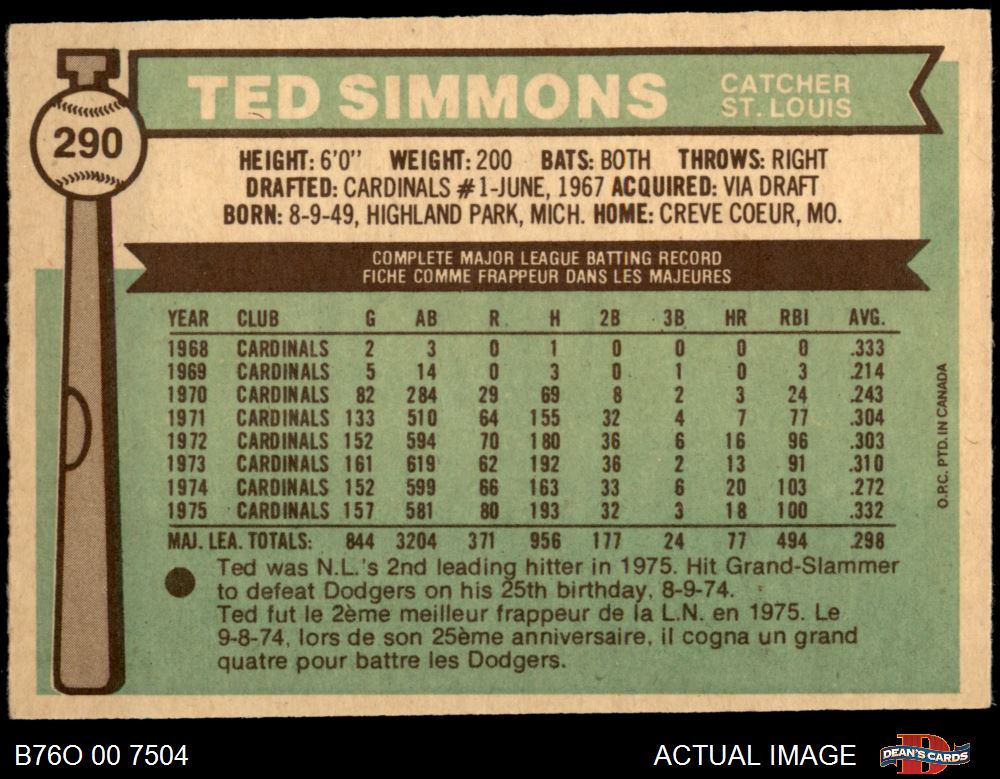 TED SIMMONS
CATCHER
ST. LOUIS
290
HEIGHT: 6'0" WEIGHT: 200 BATS: BOTH THROWS: RIGHT
DRAFTED: CARDINALS #1-JUNE, 1967 ACQUIRED: VIA DRAFT
BORN: 8-9-49, HIGHLAND PARK, MICH. HOME: CREVE COEUR, MO.
COMPLETE MAJOR LEAGUE BATTING RECORD
FICHE COMME FRAPPEUR DANS LES MAJEURES
YEAR CLUB G AB R. H 2B 3B HR RBI AVG.
1968 CARDINALS 2 3 0 1 0 0 0 0 .333
1969 CARDINALS 5 14 0 3 0 1 0 3 .214
1970 CARDINALS 82 284 29 69 8 2 3 24 .243
1971 CARDINALS 133 510 64 155 32 4 7 77 .304
1972 CARDINALS 152 594 70 180 36 6 16 96 .303
1973 CARDINALS 161 619 62 192 36 2 13 91 .310
1974 CARDINALS 152 599 66 163 33 6 20 103 .272
1975 CARDINALS 157 581 80 193 32 3 18 100 .332
MAJ. LEA. TOTALS: 844 3204 371 956 177 24 77 494 .298
Ted was N.L.'s 2nd leading hitter in 1975. Hit Grand-Slammer
to defeat Dodgers on his 25th birthday, 8-9-74.
Ted fut le 2ème meilleur frappeur de la L.N. en 1975. Le
9-8-74, lors de son 25ème anniversaire, il cogna un grand
quatre pour battre les Dodgers.
O.P.C. PTD. IN CANADA
B76O 00 7504
ACTUAL IMAGE
DEAN'S CARDS